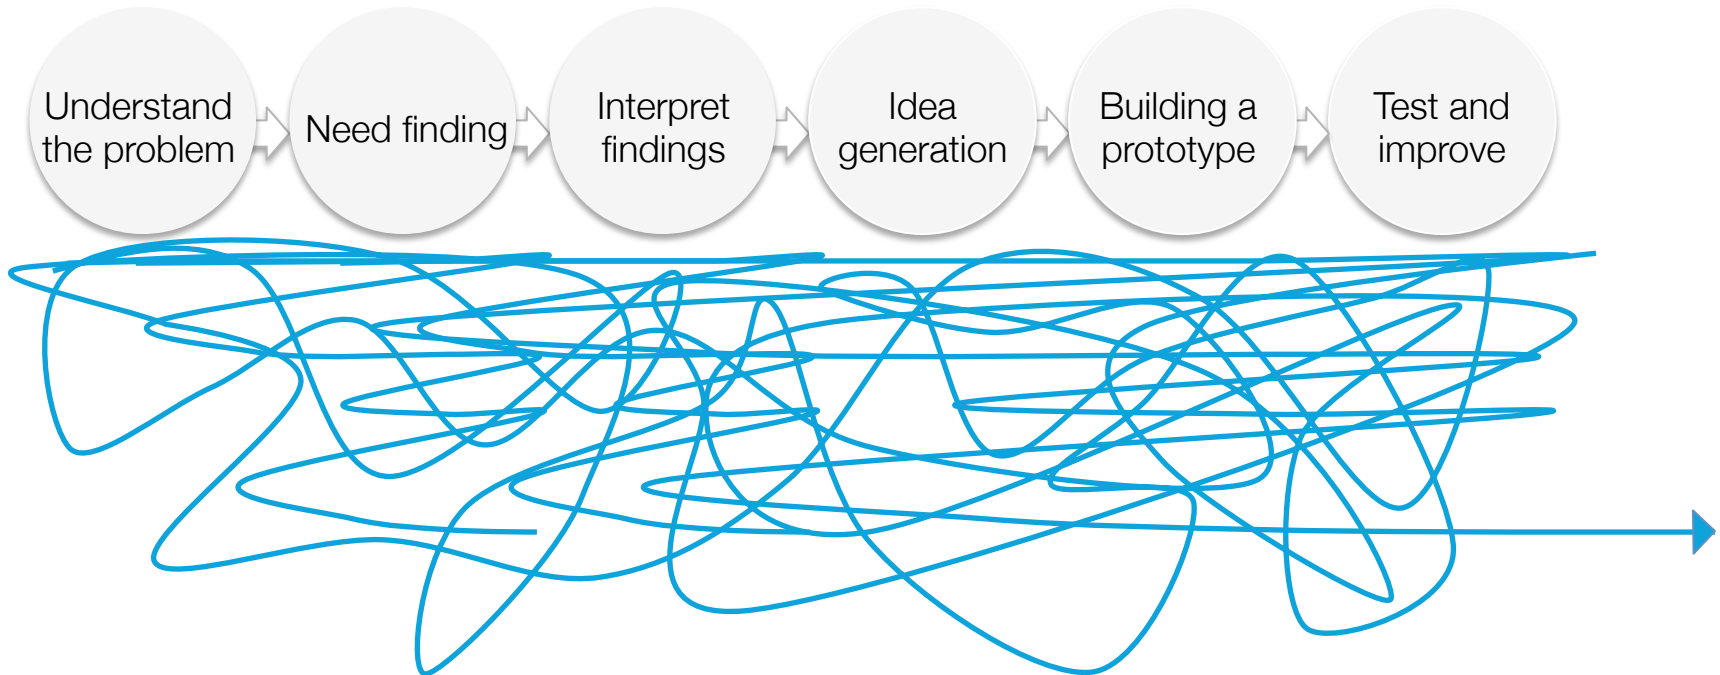 Understand
the problem
Need finding
Interpret
findings
Idea
generation
Building a
prototype
Test and
improve